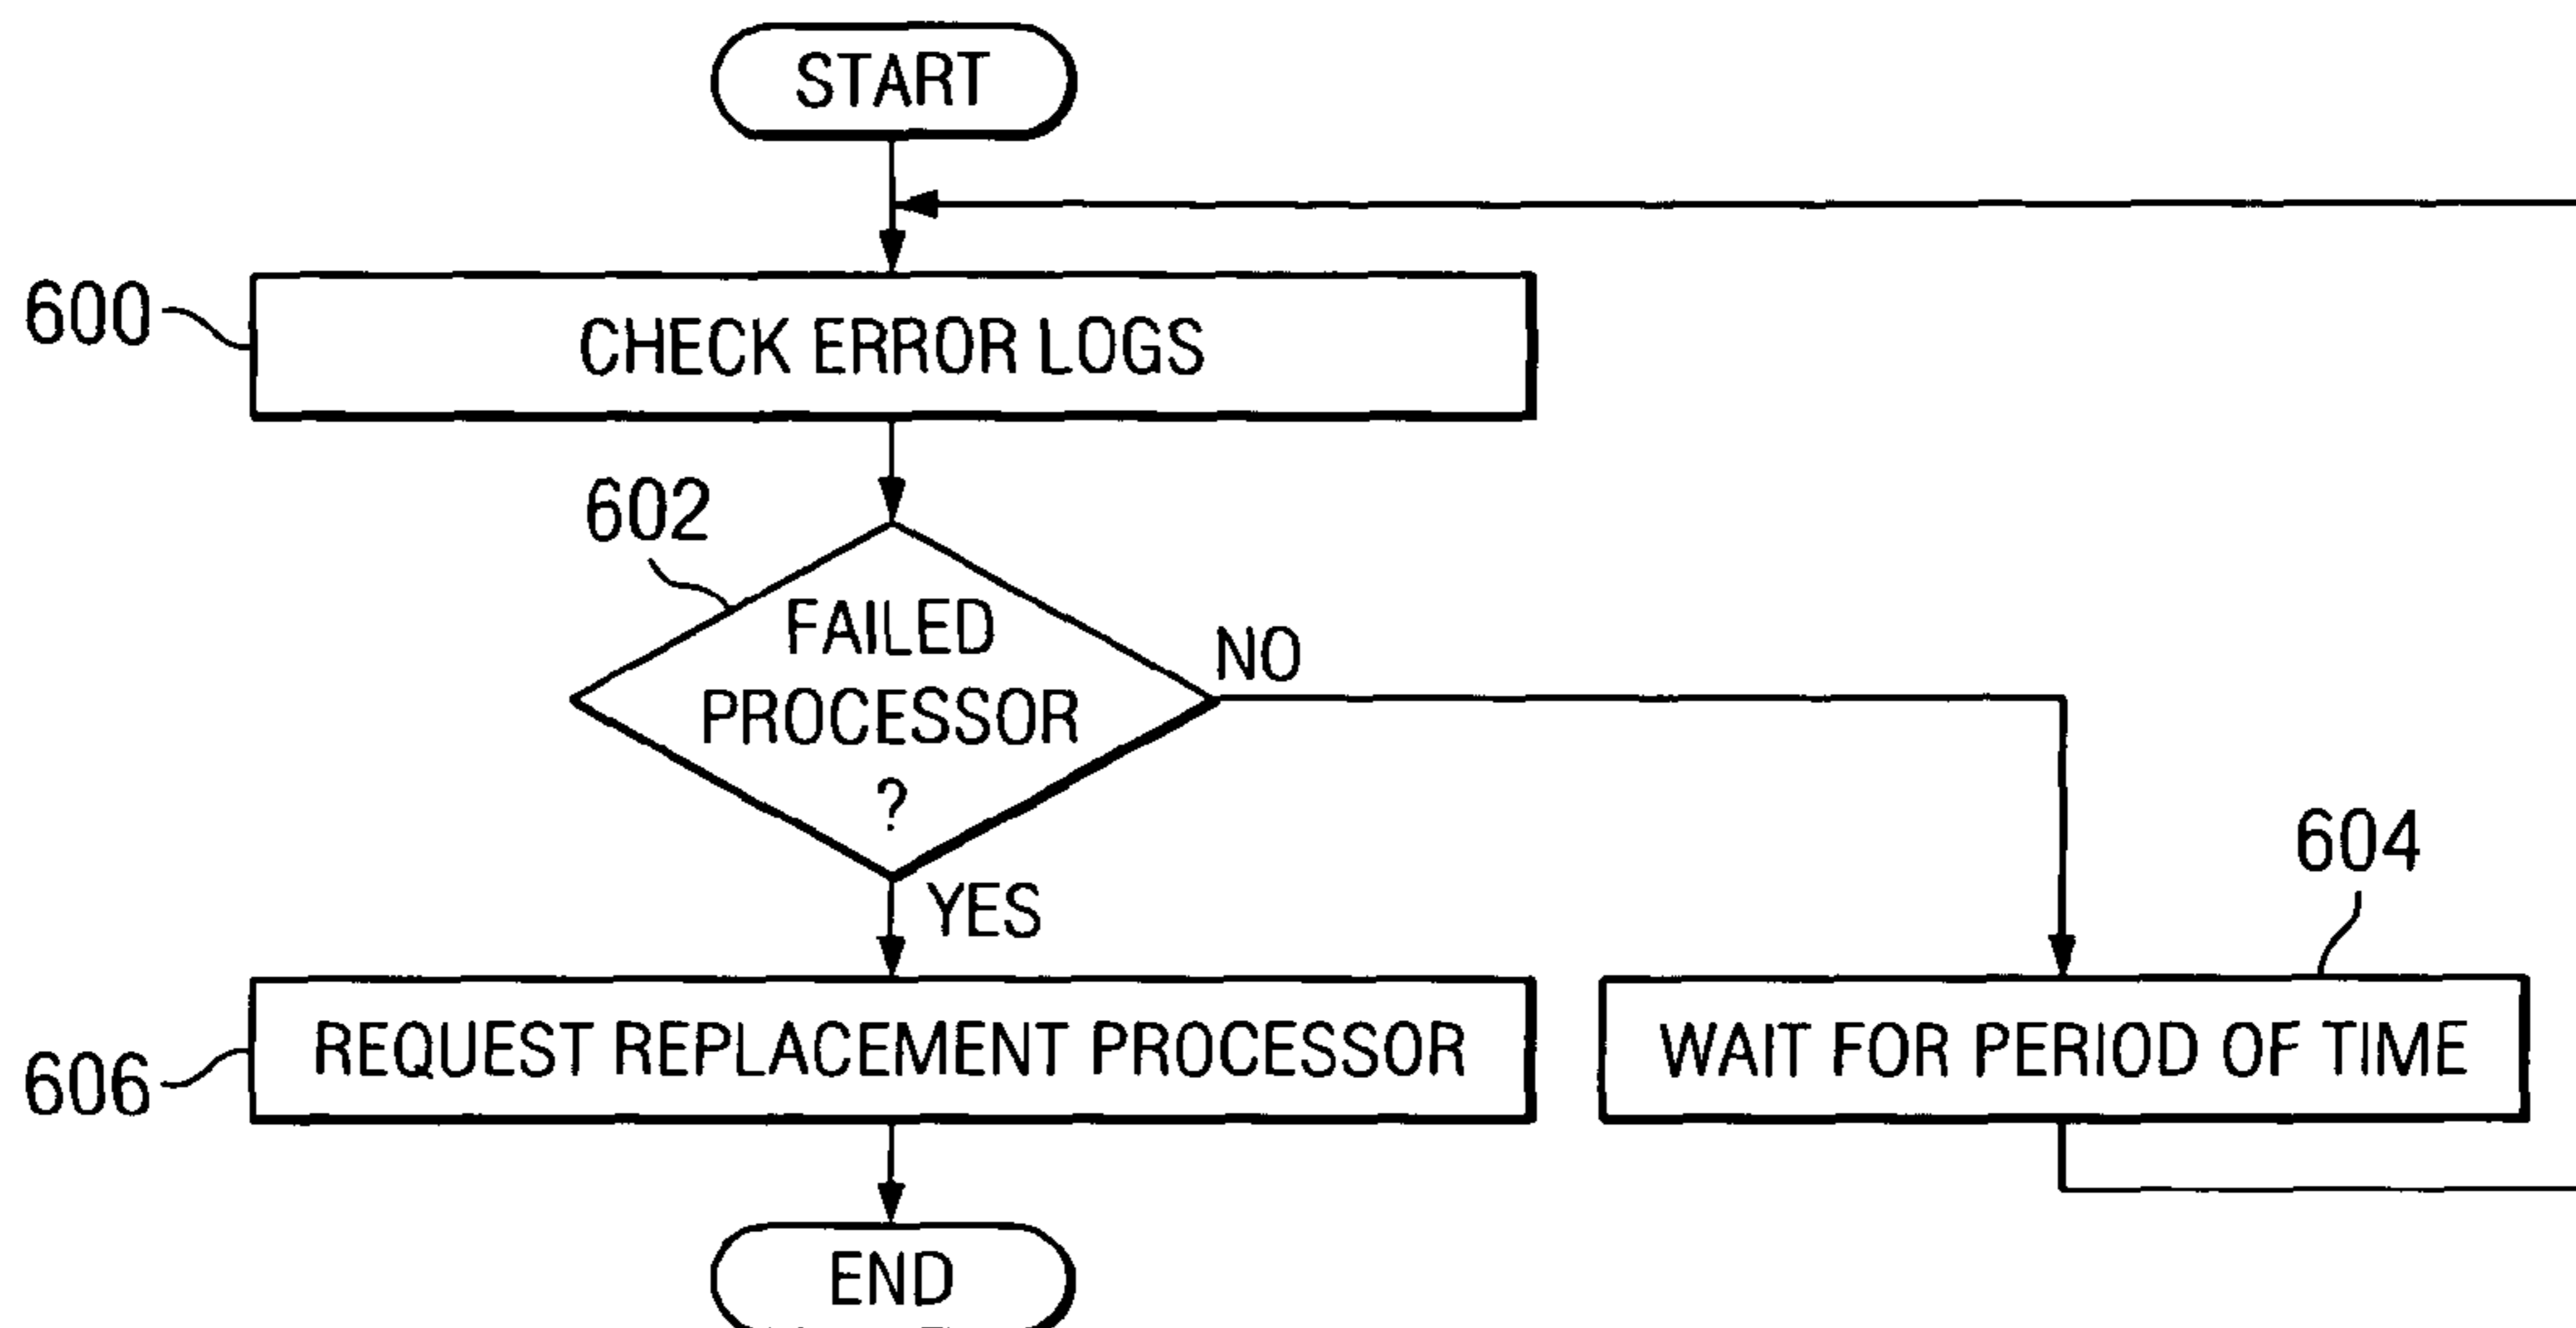 START
600
CHECK ERROR LOGS
602
FAILED
PROCESSOR
?
NO
YES
604
606
REQUEST REPLACEMENT PROCESSOR
WAIT FOR PERIOD OF TIME
END